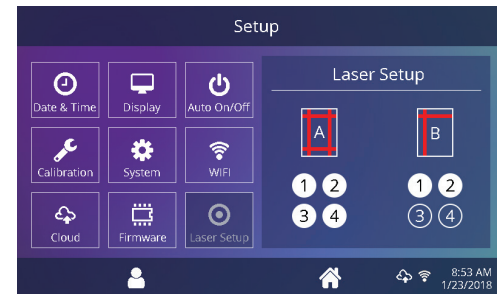 Setup
Date & Time
Display
Auto On/Off
Calibration
System
WIFI
Cloud
Firmware
Laser Setup
Laser Setup
A
B
1 2
3 4
1 2
3 4
8:53 AM
1/23/2018